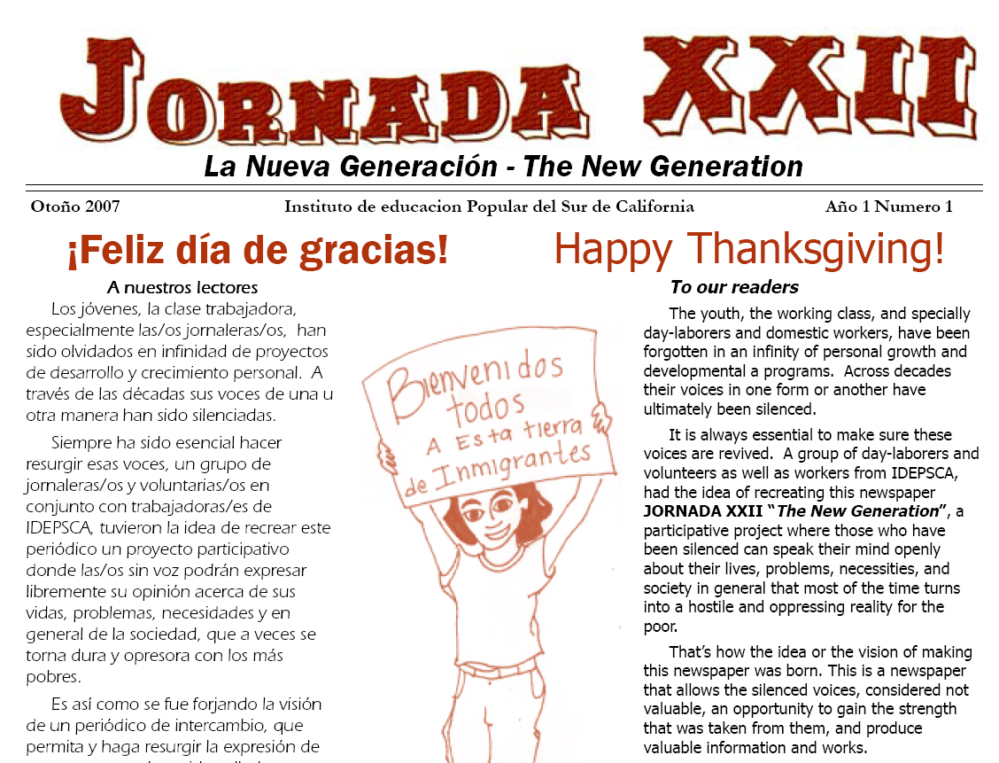 JORNADA XXII
La Nueva Generación - The New Generation
Otoño 2007 Instituto de educacion Popular del Sur de California Año 1 Numero 1
¡Feliz día de gracias!
A nuestros lectores
Los jóvenes, la clase trabajadora,
especialmente las/os jornaleras/os, han
sido olvidados en infinidad de proyectos
de desarrollo y crecimiento personal. A
través de las décadas sus voces de una u
otra manera han sido silenciadas.
Siempre ha sido esencial hacer
resurgir esas voces, un grupo de
jornaleras/os y voluntarias/os en
conjunto con trabajadoras/es de
IDEPSCA, tuvieron la idea de recrear este
periódico un proyecto participativo
donde las/os sin voz podrán expresar
libremente su opinión acerca de sus
vidas, problemas, necesidades y en
general de la sociedad, que a veces se
torna dura y opresora con los más
pobres.
Es así como se fue forjando la visión
de un periódico de intercambio, que
permita y haga resurgir la expresión de
Bienvenidos
todos
A Esta tierra
de Inmigrantes
Happy Thanksgiving!
To our readers
The youth, the working class, and specially
day-laborers and domestic workers, have been
forgotten in an infinity of personal growth and
developmental a programs. Across decades
their voices in one form or another have
ultimately been silenced.
It is always essential to make sure these
voices are revived. A group of day-laborers and
volunteers as well as workers from IDEPSCA,
had the idea of recreating this newspaper
JORNADA XXII “The New Generation”, a
participative project where those who have
been silenced can speak their mind openly
about their lives, problems, necessities, and
society in general that most of the time turns
into a hostile and oppressing reality for the
poor.
That’s how the idea or the vision of making
this newspaper was born. This is a newspaper
that allows the silenced voices, considered not
valuable, an opportunity to gain the strength
that was taken from them, and produce
valuable information and works.